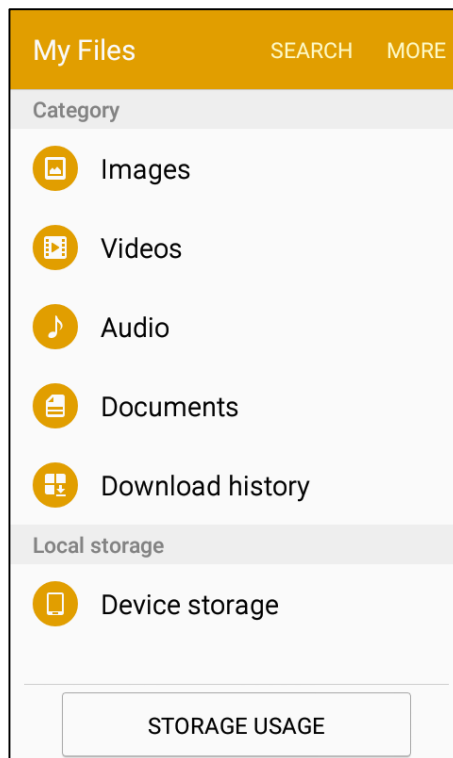 My Files SEARCH MORE
Category
Images
Videos
Audio
Documents
Download history
Local storage
Device storage
STORAGE USAGE